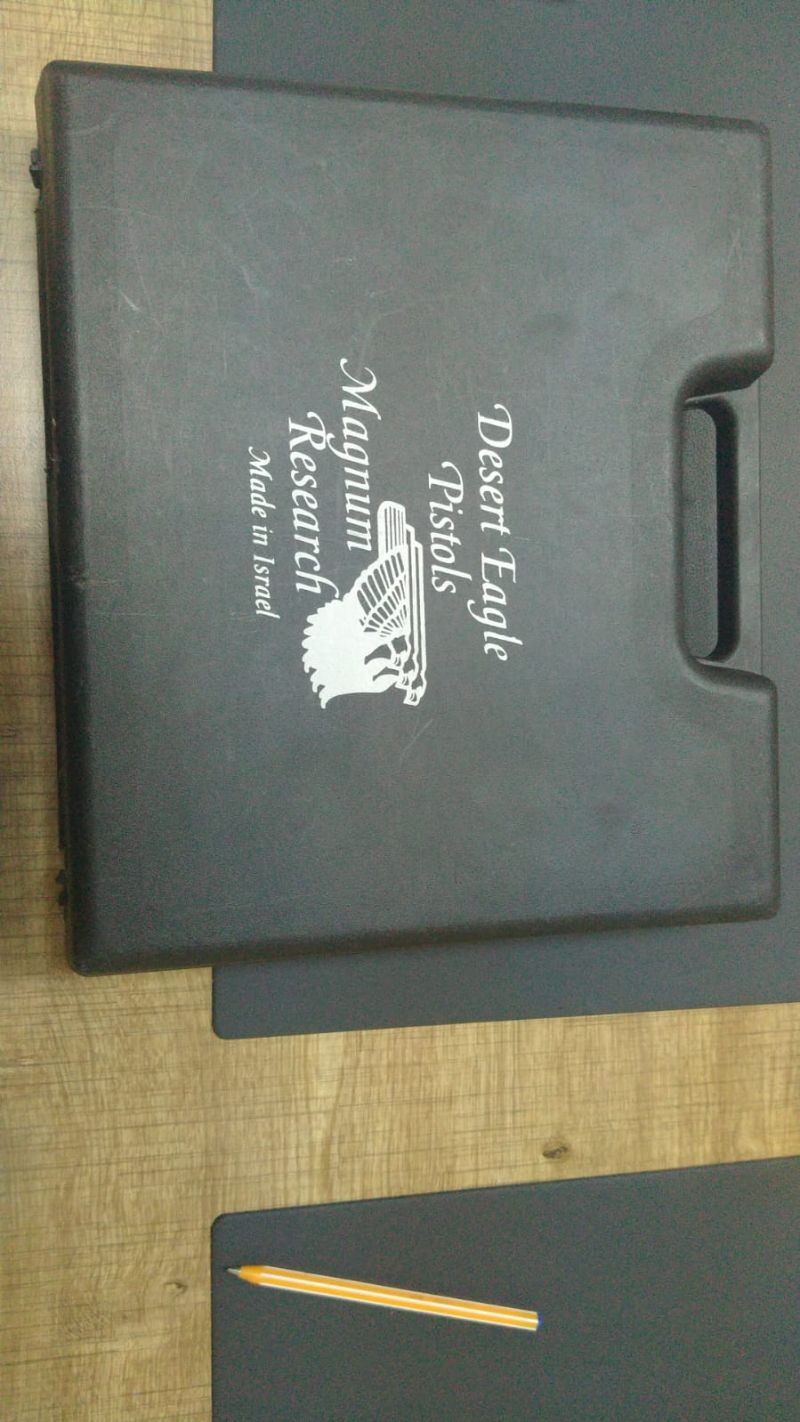 Desert Eagle
Pistols
Magnum
Research
Made in Israel